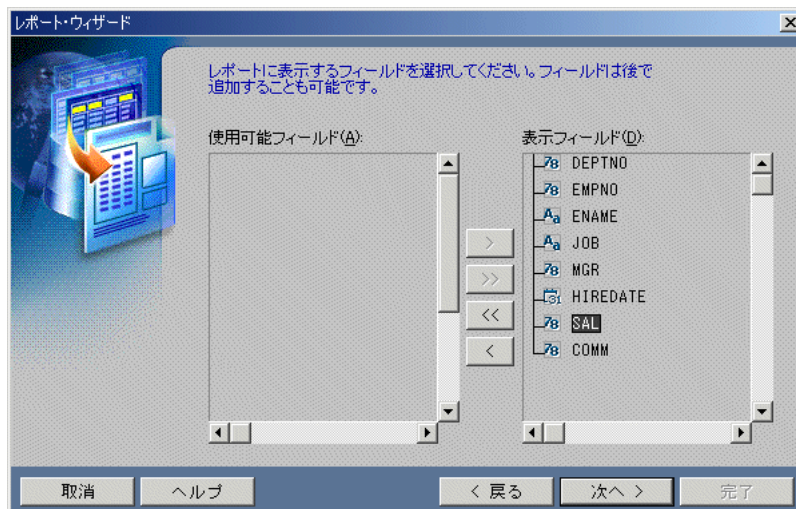 レポート・ウィザード
レポートに表示するフィールドを選択してください。フィールドは後で
追加することも可能です。
使用可能フィールド(A):
表示フィールド(D):
DEPTNO
EMPNO
ENAME
JOB
MGR
HIREDATE
SAL
COMM
>
>>
<<
<
取消
ヘルプ
< 戻る
次へ >
完了